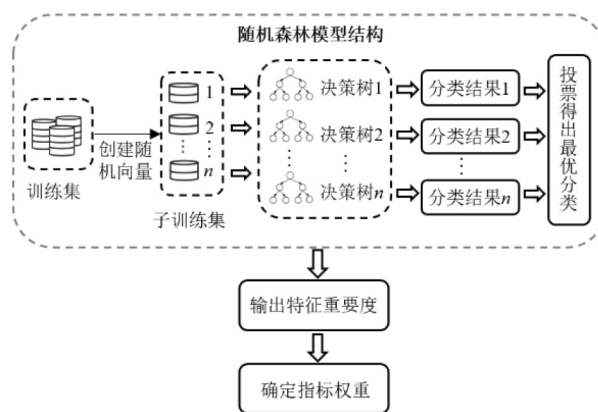 随机森林模型结构
训练集
创建随
机向量
1
2
n
子训练集
决策树1
决策树2
决策树n
分类结果1
分类结果2
分类结果n
投票得出最优分类
输出特征重要度
确定指标权重